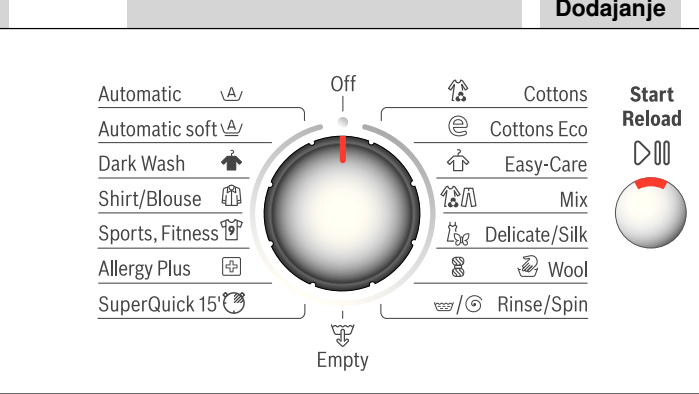 Dodajanje
Off
Automatic
Automatic soft
Dark Wash
Shirt/Blouse
Sports, Fitness 9
Allergy Plus
SuperQuick 15'
Cottons
Cottons Eco
Easy-Care
Mix
Delicate/Silk
Wool
/ Rinse/Spin
Empty
Start
Reload